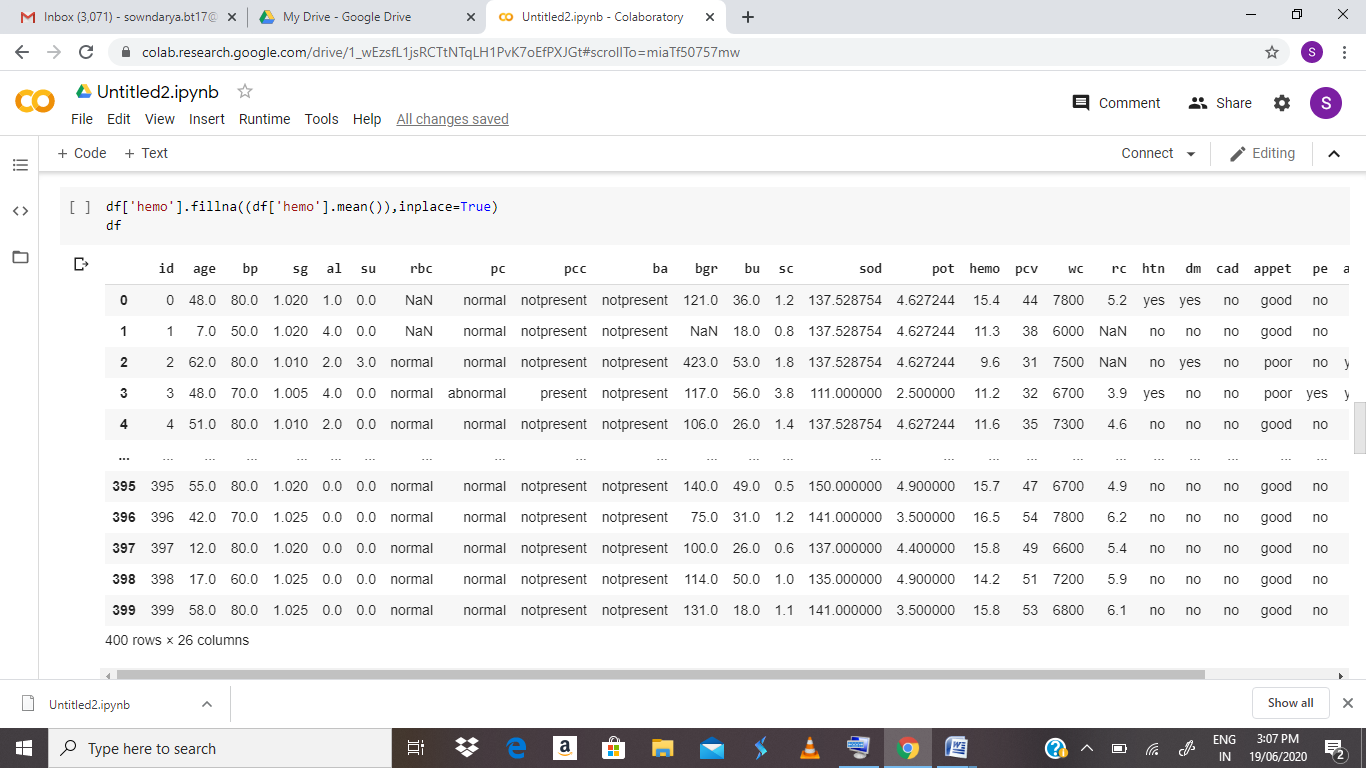 Inbox (3,071) - sowndarya.bt17@
My Drive - Google Drive
Untitled2.ipynb - Colaboratory
colab.research.google.com/drive/1_wEzsfL1jsRCTtNTqLH1PvK7oEfPXJGt#scrollTo=miaTf50757mw
S
Untitled2.ipynb
Comment Share S
File Edit View Insert Runtime Tools Help All changes saved
+ Code + Text Connect Editing
[ ] df['hemo'].fillna((df['hemo'].mean()),inplace=True)
df
id age bp sg al su rbc pc pcc ba bgr bu sc sod pot hemo pcv wc rc htn dm cad appet pe a
0 0 48.0 80.0 1.020 1.0 0.0 NaN normal notpresent notpresent 121.0 36.0 1.2 137.528754 4.627244 15.4 44 7800 5.2 yes yes no good no
1 1 7.0 50.0 1.020 4.0 0.0 NaN normal notpresent notpresent NaN 18.0 0.8 137.528754 4.627244 11.3 38 6000 NaN no no no good no
2 2 62.0 80.0 1.010 2.0 3.0 normal normal notpresent notpresent 423.0 53.0 1.8 137.528754 4.627244 9.6 31 7500 NaN no yes no poor no y
3 3 48.0 70.0 1.005 4.0 0.0 normal abnormal present notpresent 117.0 56.0 3.8 111.000000 2.500000 11.2 32 6700 3.9 yes no no poor yes y
4 4 51.0 80.0 1.010 2.0 0.0 normal normal notpresent notpresent 106.0 26.0 1.4 137.528754 4.627244 11.6 35 7300 4.6 no no no good no
... ... ... ... ... ... ... ... ... ... ... ... ... ... ... ... ... ... ... ... ... ... ... ... ...
395 395 55.0 80.0 1.020 0.0 0.0 normal normal notpresent notpresent 140.0 49.0 0.5 150.000000 4.900000 15.7 47 6700 4.9 no no no good no
396 396 42.0 70.0 1.025 0.0 0.0 normal normal notpresent notpresent 75.0 31.0 1.2 141.000000 3.500000 16.5 54 7800 6.2 no no no good no
397 397 12.0 80.0 1.020 0.0 0.0 normal normal notpresent notpresent 100.0 26.0 0.6 137.000000 4.400000 15.8 49 6600 5.4 no no no good no
398 398 17.0 60.0 1.025 0.0 0.0 normal normal notpresent notpresent 114.0 50.0 1.0 135.000000 4.900000 14.2 51 7200 5.9 no no no good no
399 399 58.0 80.0 1.025 0.0 0.0 normal normal notpresent notpresent 131.0 18.0 1.1 141.000000 3.500000 15.8 53 6800 6.1 no no no good no
400 rows × 26 columns
Untitled2.ipynb Show all
Type here to search
ENG 3:07 PM
IN 19/06/2020 2